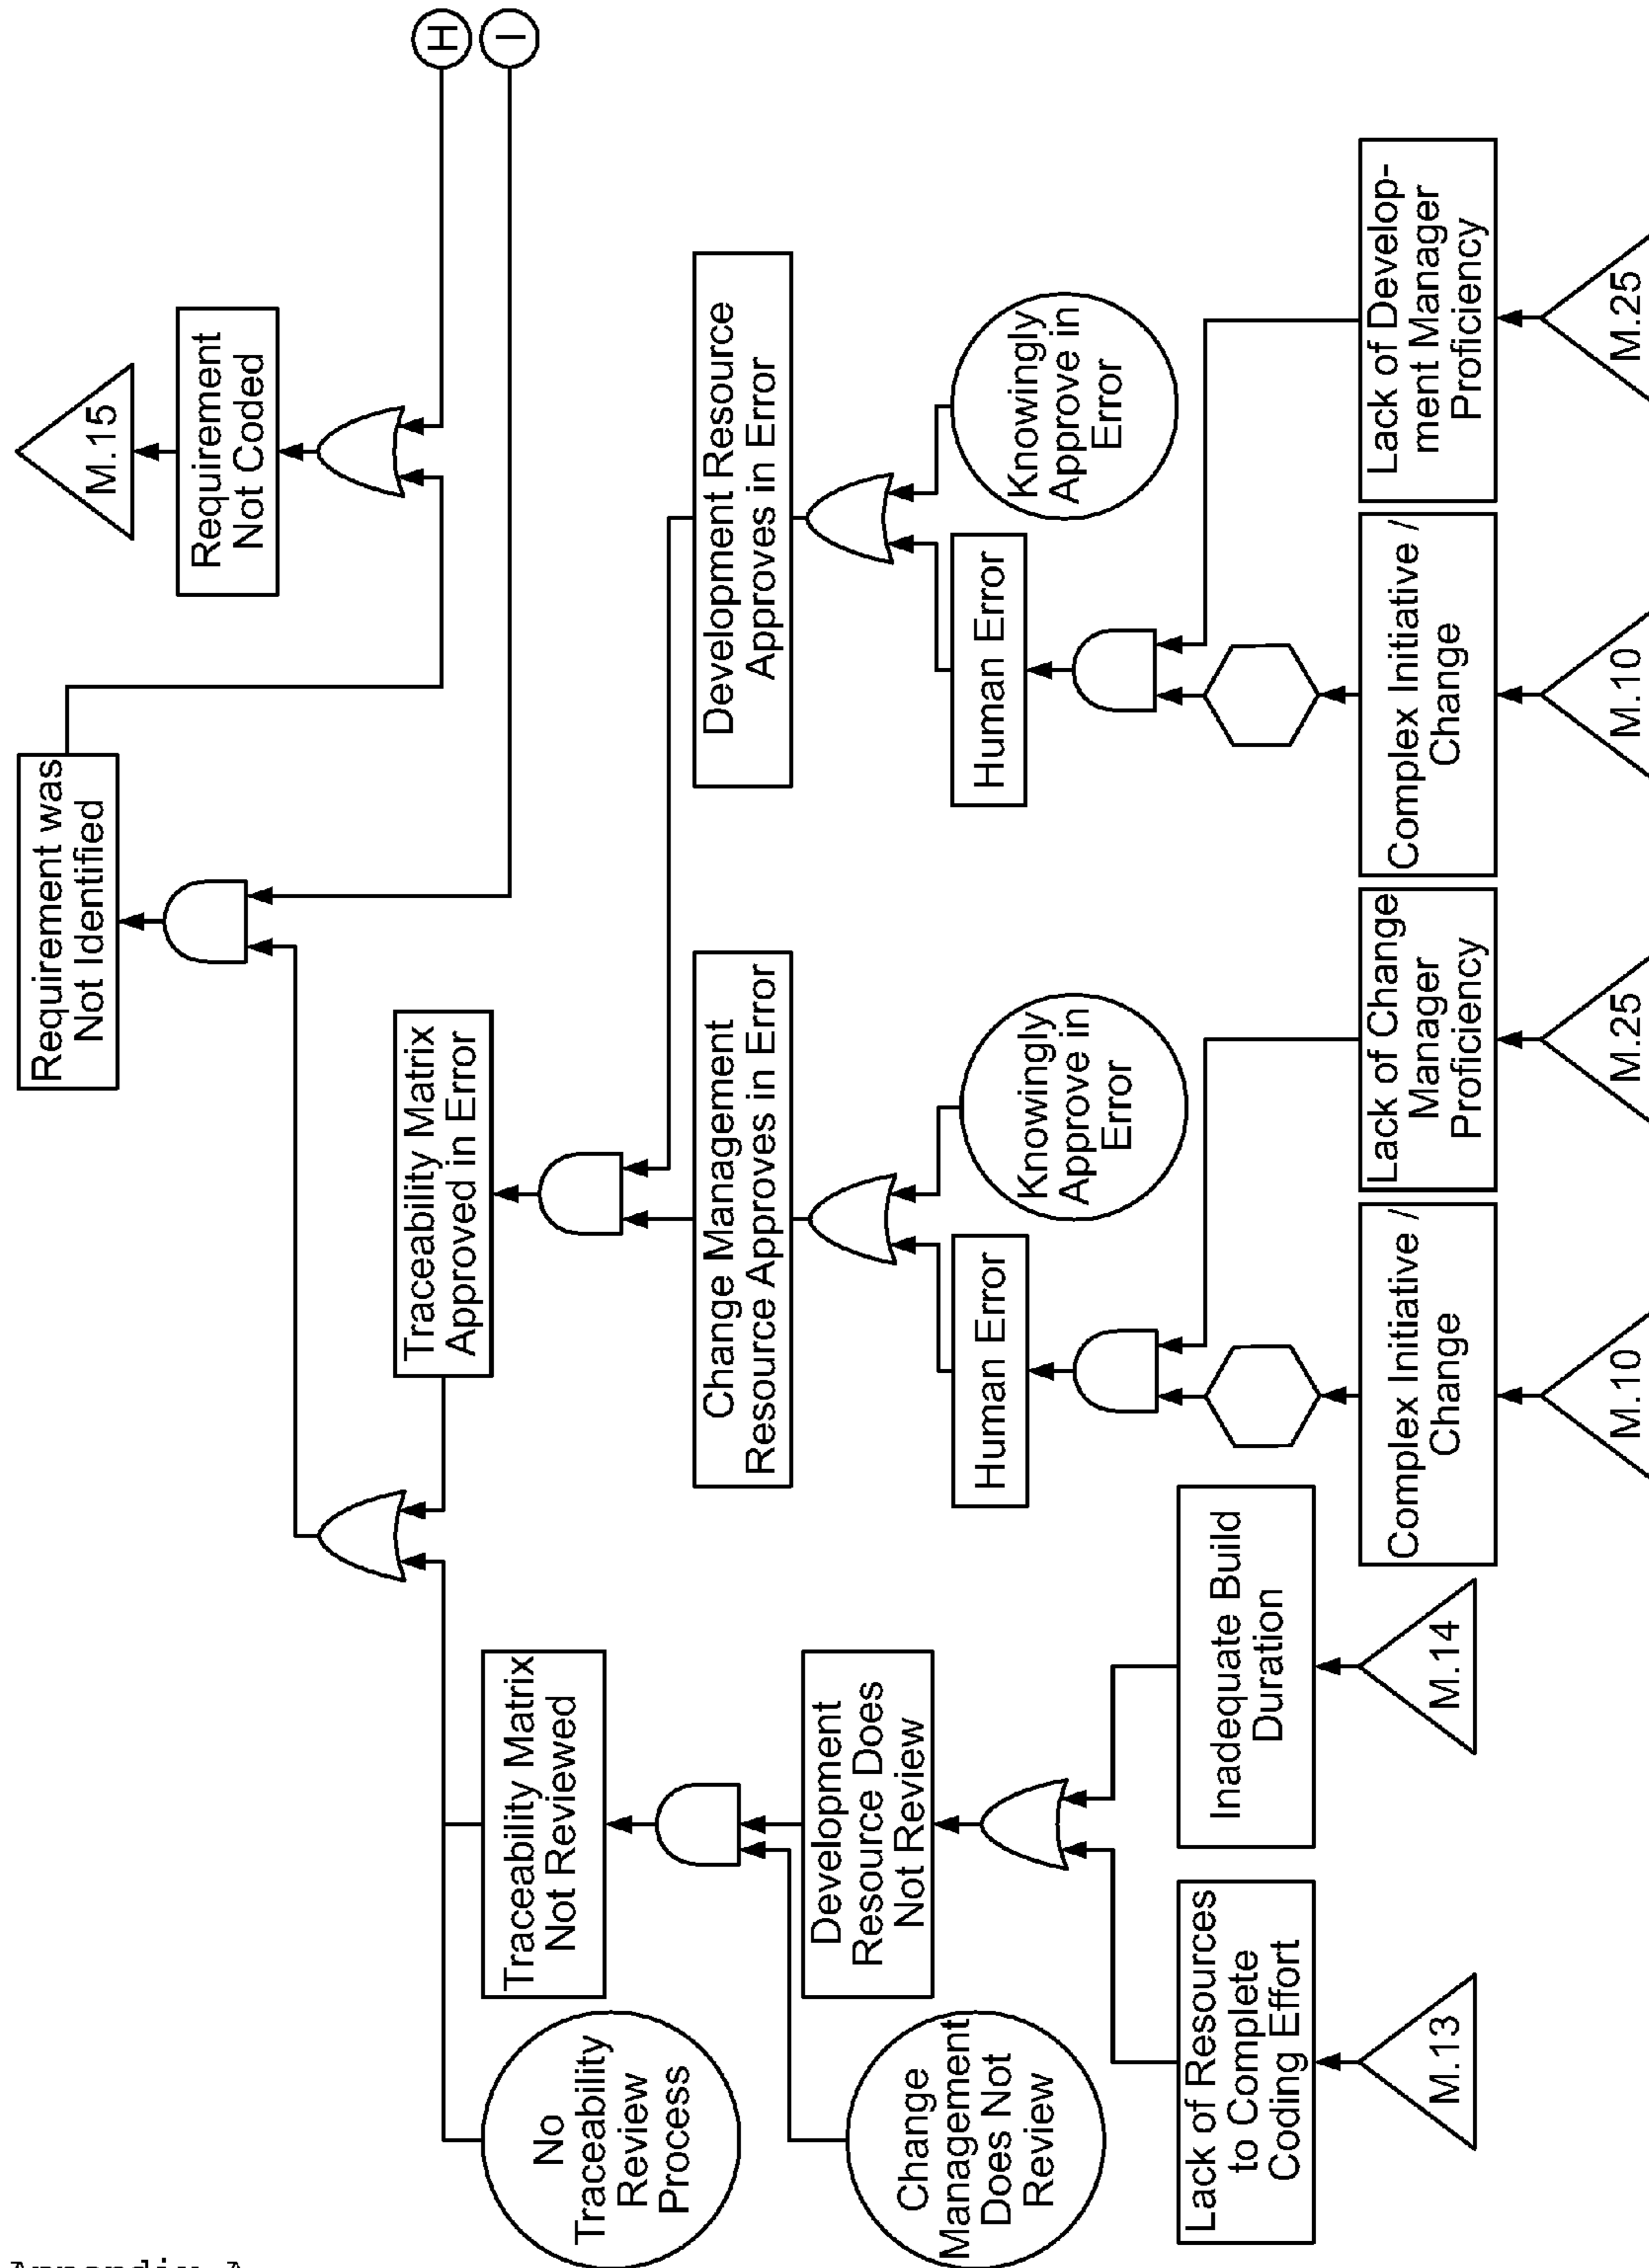 M.15
H
I
Requirement
Not Coded
Requirement was
Not Identified
Traceability Matrix
Approved in Error
No
Traceability
Review
Process
Traceability Matrix
Not Reviewed
Change Management
Resource Approves in Error
Development Resource
Approves in Error
Change
Management
Does Not
Review
Development
Resource Does
Not Review
Human Error
Knowingly
Approve in
Error
Human Error
Knowingly
Approve in
Error
Lack of Resources
to Complete
Coding Effort
Inadequate Build
Duration
Complex Initiative /
Change
Lack of Change
Manager
Proficiency
Complex Initiative /
Change
Lack of Develop-
ment Manager
Proficiency
M.13
M.14
M.10
M.25
M.10
M.25
Appendix A